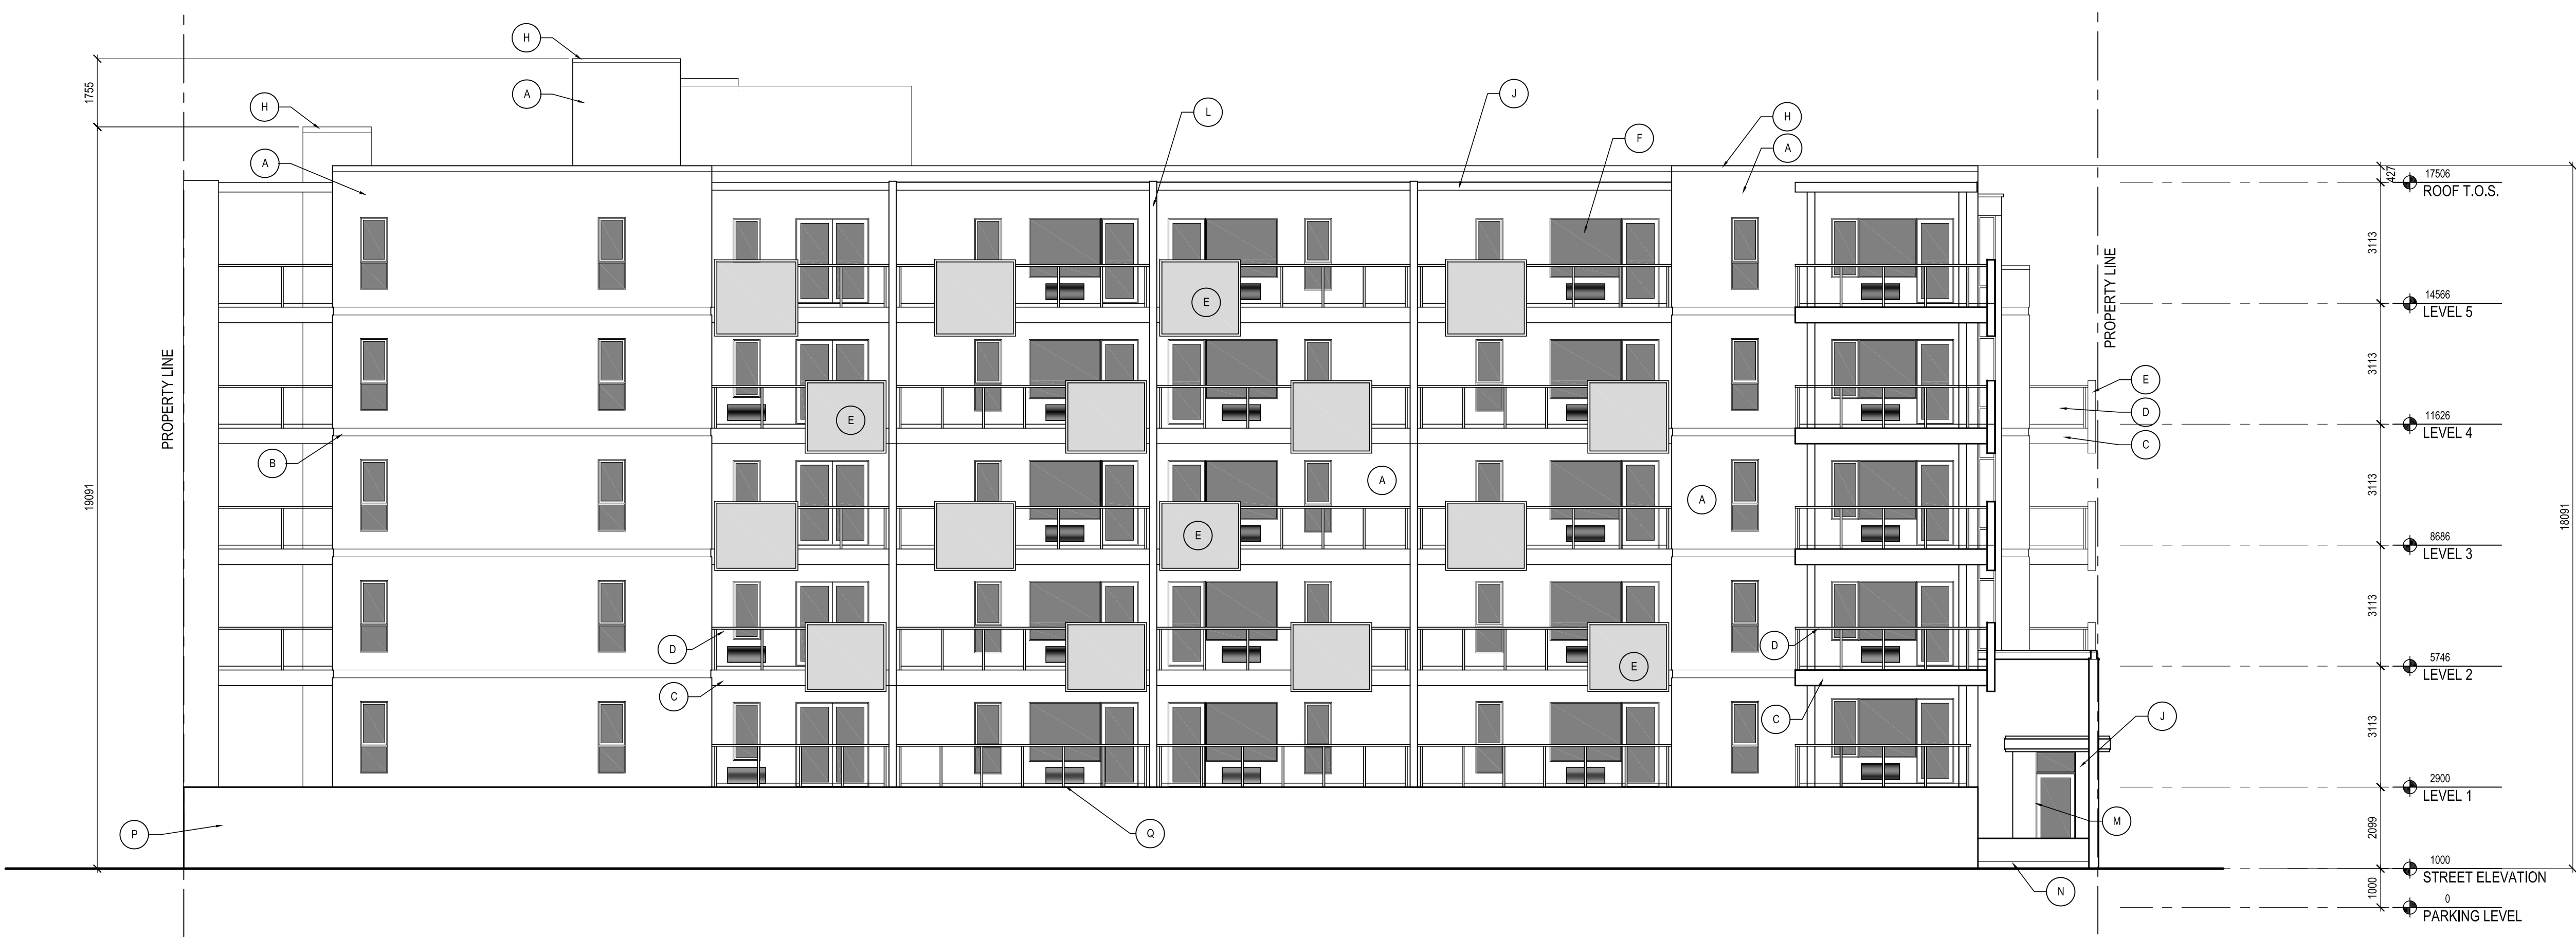 H
H
A
A
L
J
F
H
A
1755
19091
PROPERTY LINE
B
E
E
A
E
A
D
C
E
D
C
P
Q
PROPERTY LINE
E
D
C
J
M
N
427
17506
ROOF T.O.S.
3113
14566
LEVEL 5
3113
11626
LEVEL 4
3113
8686
LEVEL 3
3113
5746
LEVEL 2
3113
2900
LEVEL 1
2099
1000
STREET ELEVATION
1000
0
PARKING LEVEL
18091